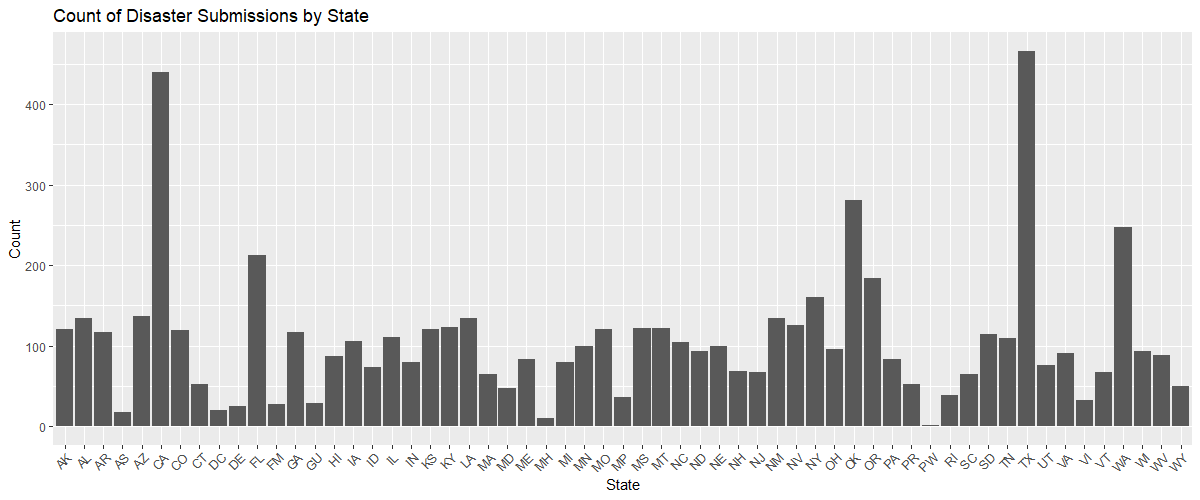 Count of Disaster Submissions by State
400
300
200
100
0
Count
AK AL AR AS AZ CA CO CT DC DE FL FM GA GU HI IA ID IL IN KS KY LA MA MD ME MH MI MN MO MP MS MT NC ND NE NH NJ NM NV NY OH OK OR PA PR PW RI SC SD TN TX UT VA VI VT WA WI WV WY
State